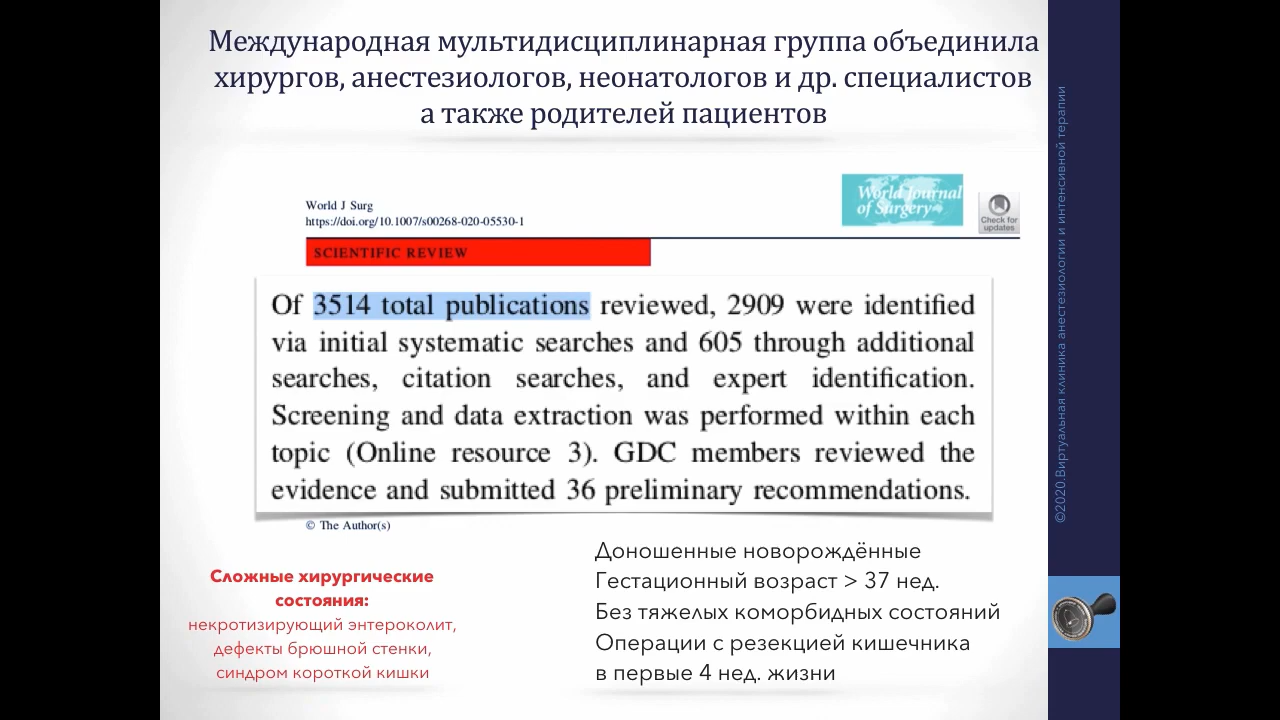 Международная мультидисциплинарная группа объединила
хирургов, анестезиологов, неонатологов и др. специалистов
а также родителей пациентов
World J Surg
https://doi.org/10.1007/s00268-020-05530-1
World Journal
of Surgery
Check for
updates
SCIENTIFIC REVIEW
Of 3514 total publications reviewed, 2909 were identified
via initial systematic searches and 605 through additional
searches, citation searches, and expert identification.
Screening and data extraction was performed within each
topic (Online resource 3). GDC members reviewed the
evidence and submitted 36 preliminary recommendations.
© The Author(s)
Сложные хирургические
состояния:
некротизирующий энтероколит,
дефекты брюшной стенки,
синдром короткой кишки
Доношенные новорождённые
Гестационный возраст > 37 нед.
Без тяжелых коморбидных состояний
Операции с резекцией кишечника
в первые 4 нед. жизни
©2020.Виртуальная клиника анестезиологии и интенсивной терапии